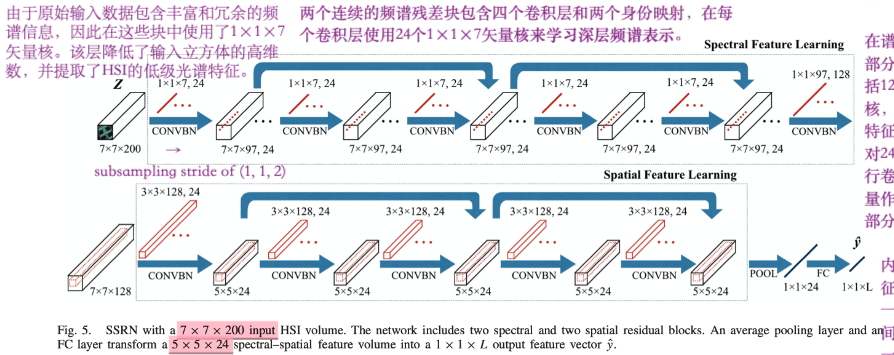 由于原始输入数据包含丰富和冗余的频
谱信息，因此在这些块中使用了1×1×7
矢量核。该层降低了输入立方体的高维
数，并提取了HSI的低级光谱特征。
两个连续的频谱残差块包含四个卷积层和两个身份映射，在每
个卷积层使用24个1×1×7矢量核来学习深层频谱表示。
Spectral Feature Learning
Z
1×1×7, 24
1×1×7, 24
1×1×7, 24
1×1×7, 24
1×1×7, 24
1×1×97, 128
CONVBN
CONVBN
CONVBN
CONVBN
CONVBN
CONVBN
7×7×200
→
7×7×97, 24
7×7×97, 24
7×7×97, 24
7×7×97, 24
7×7×97, 24
subsampling stride of (1, 1, 2)
Spatial Feature Learning
3×3×128, 24
3×3×128, 24
3×3×128, 24
3×3×128, 24
3×3×128, 24
CONVBN
CONVBN
CONVBN
CONVBN
CONVBN
POOL
FC
ŷ
7×7×128
5×5×24
5×5×24
5×5×24
5×5×24
5×5×24
1×1×24
1×1×L
在谱
部分
括12
核，
特征
对24
行卷
量作
部分
内
征
一
间
Fig. 5. SSRN with a 7 × 7 × 200 input HSI volume. The network includes two spectral and two spatial residual blocks. An average pooling layer and an
FC layer transform a 5 × 5 × 24 spectral–spatial feature volume into a 1 × 1 × L output feature vector ŷ.